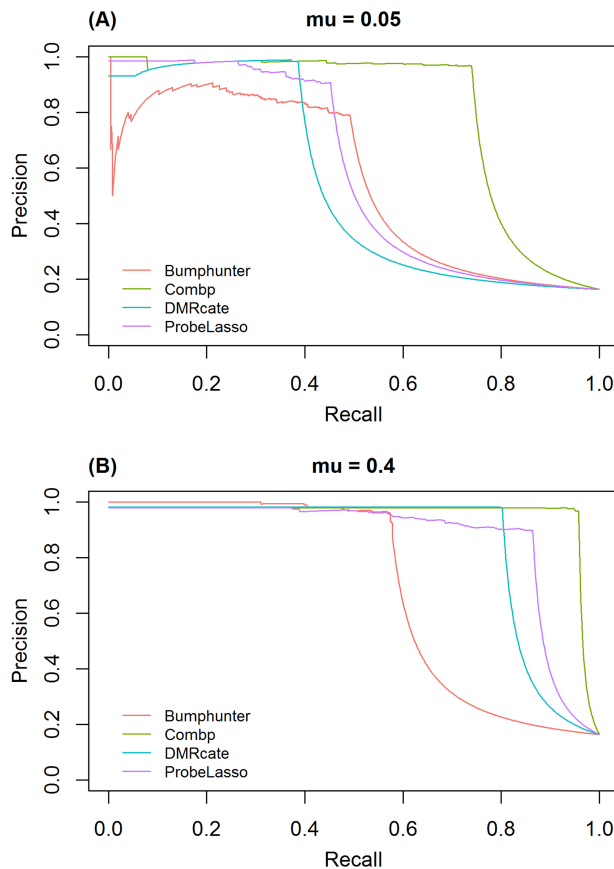 (A) mu = 0.05
1.0
0.8
0.6
0.4
0.2
0.0
Precision
Bumphunter
Combp
DMRcate
ProbeLasso
0.0 0.2 0.4 0.6 0.8 1.0
Recall
(B) mu = 0.4
1.0
0.8
0.6
0.4
0.2
0.0
Precision
Bumphunter
Combp
DMRcate
ProbeLasso
0.0 0.2 0.4 0.6 0.8 1.0
Recall